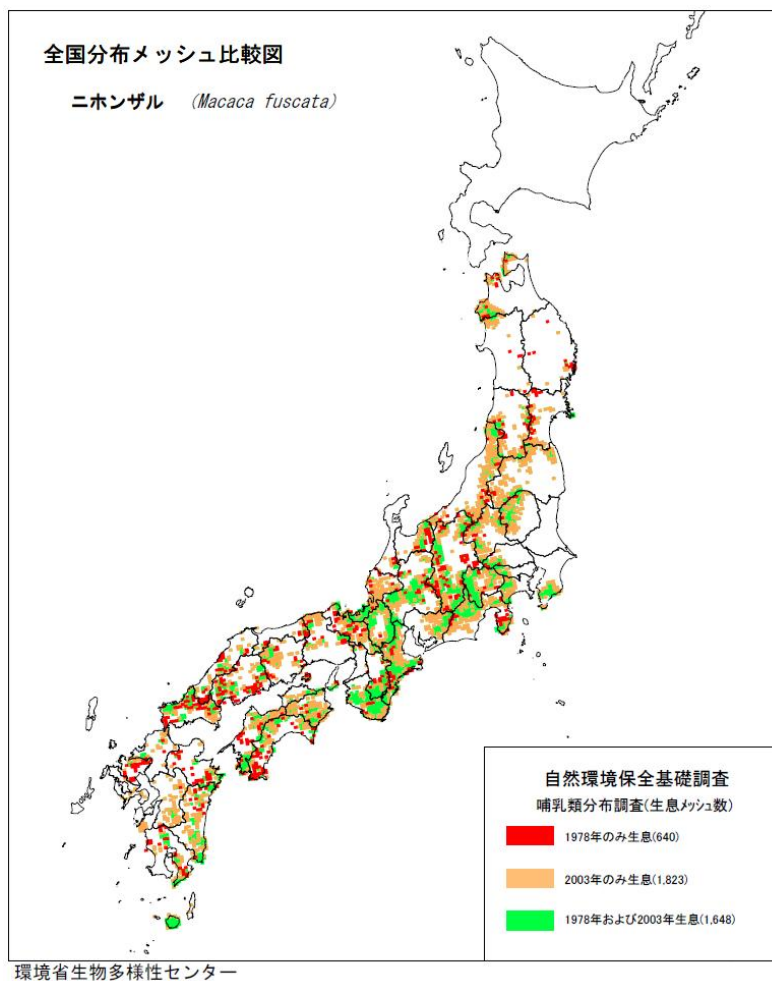 全国分布メッシュ比較図
ニホンザル (Macaca fuscata)
自然環境保全基礎調査
哺乳類分布調査(生息メッシュ数)
1978年のみ生息(640)
2003年のみ生息(1,823)
1978年および2003年生息(1,648)
環境省生物多様性センター